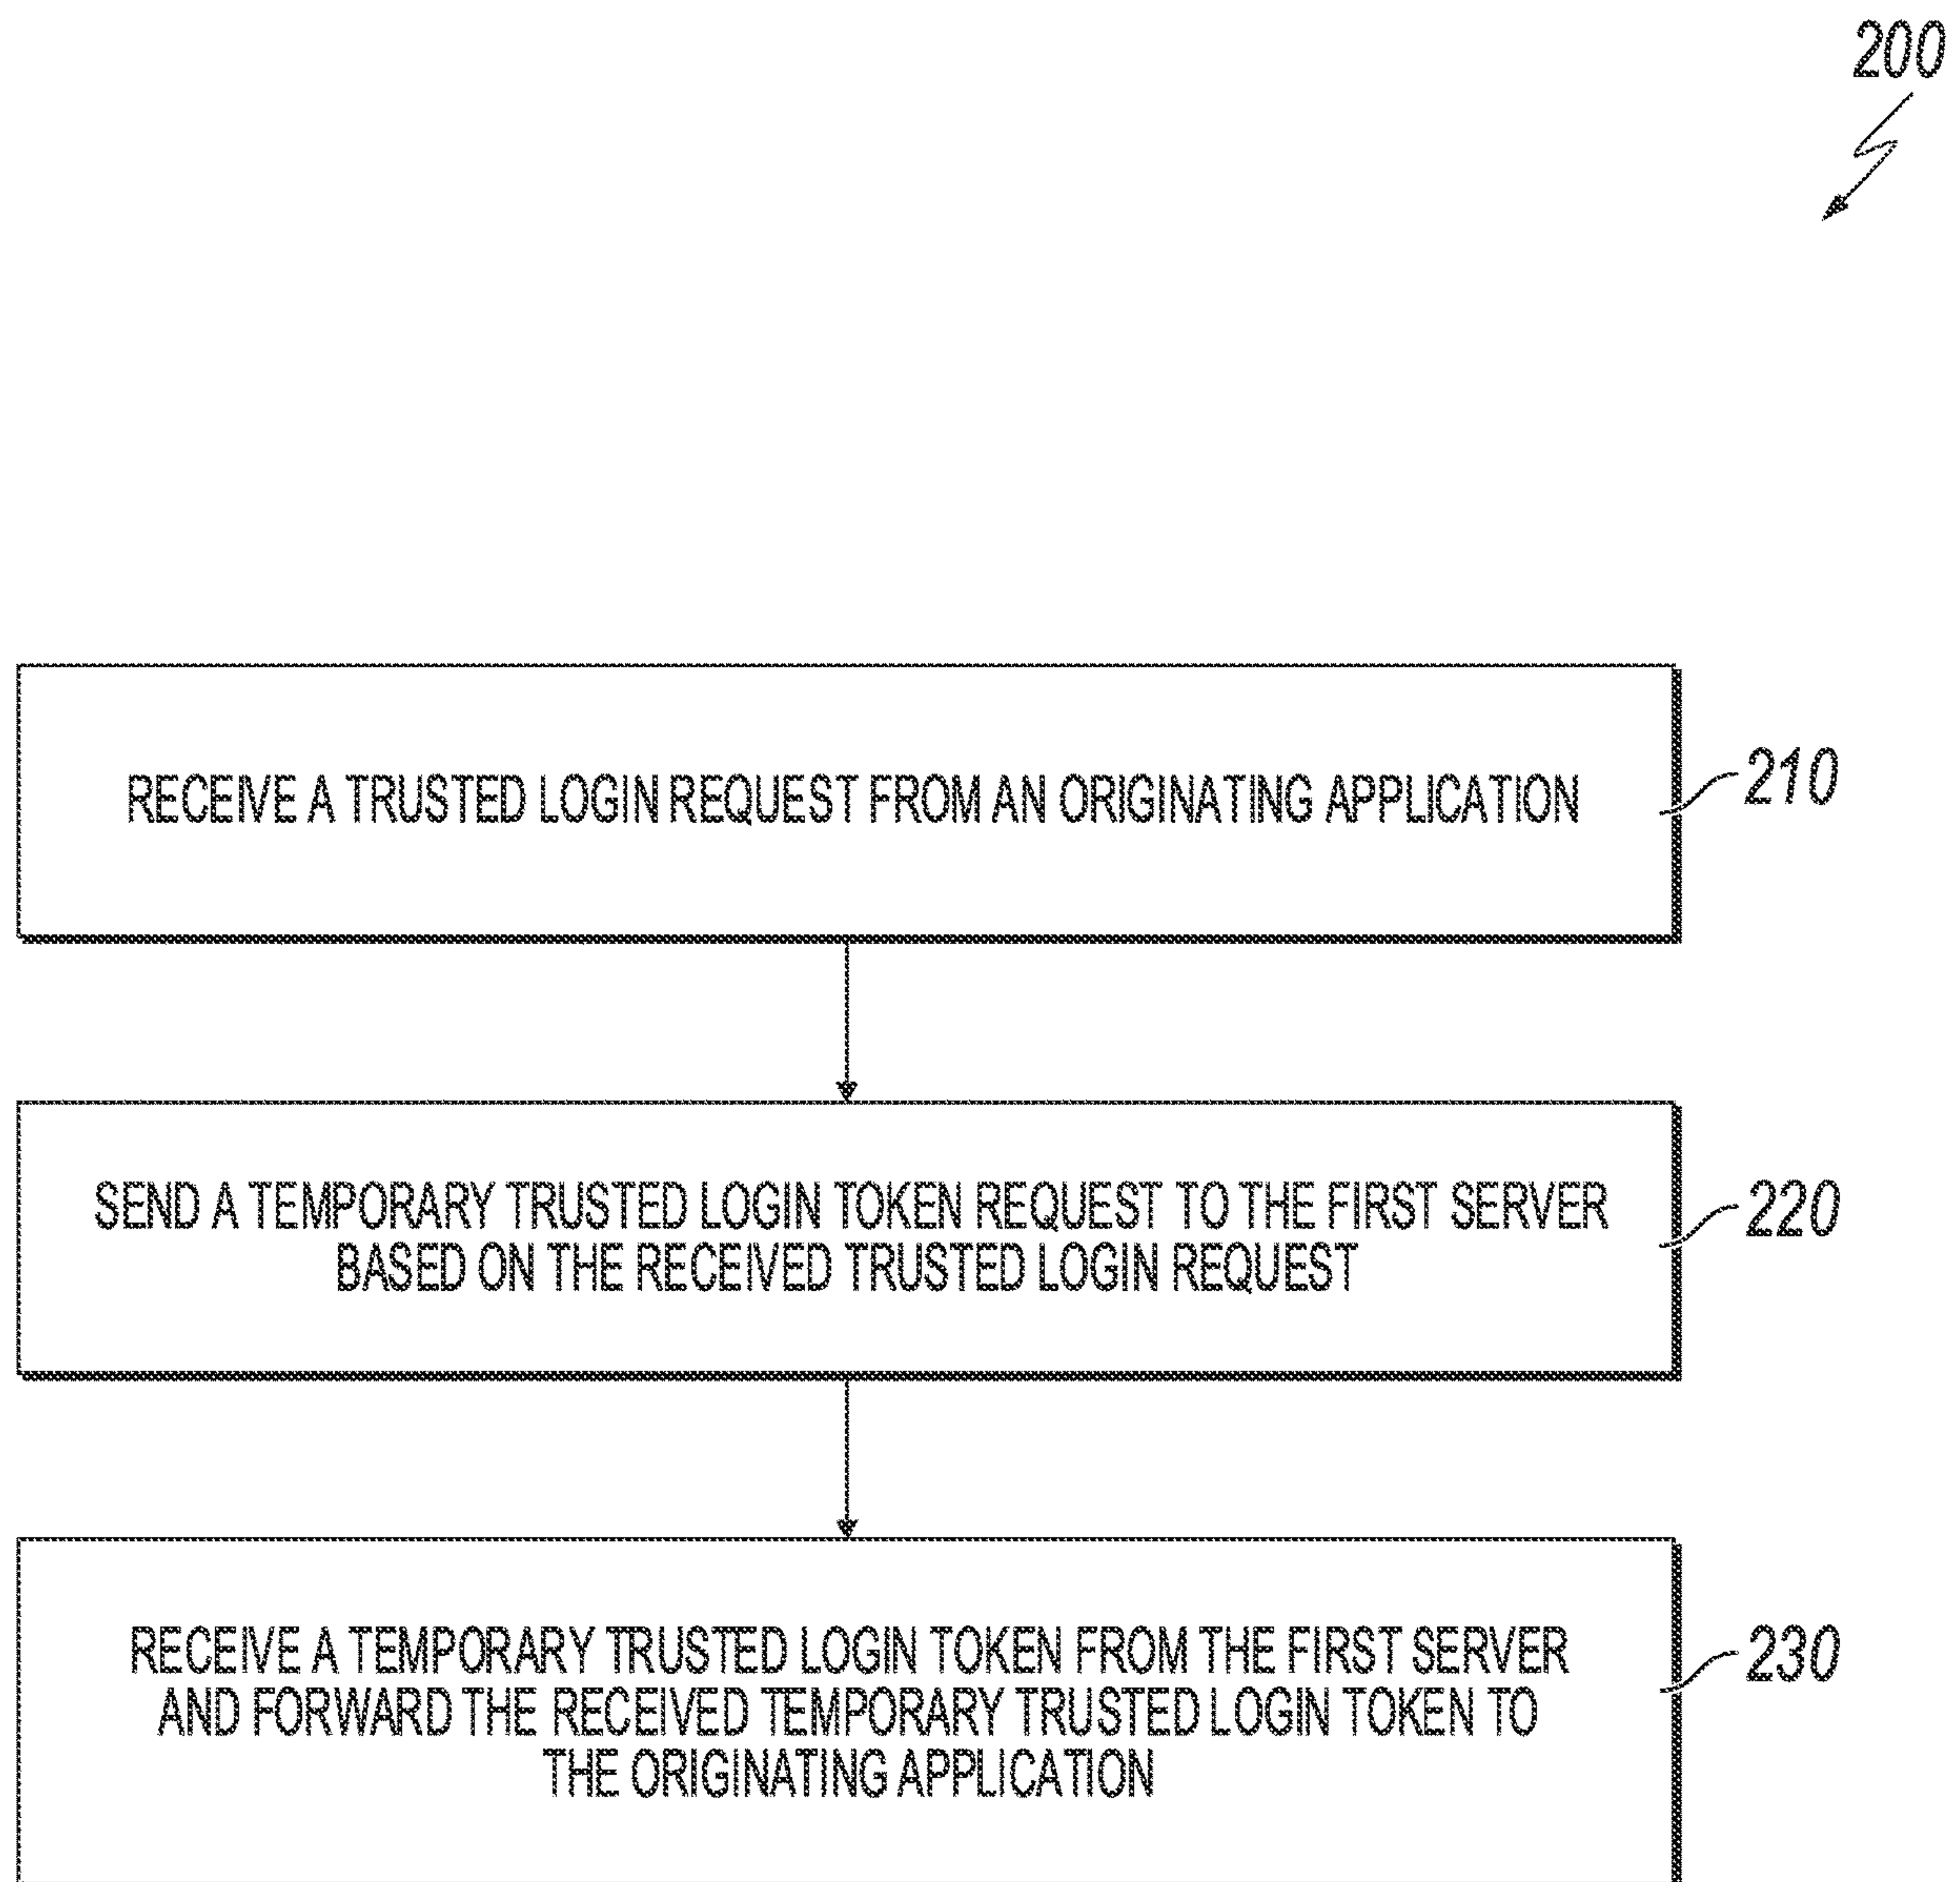 200
RECEIVE A TRUSTED LOGIN REQUEST FROM AN ORIGINATING APPLICATION
210
SEND A TEMPORARY TRUSTED LOGIN TOKEN REQUEST TO THE FIRST SERVER
BASED ON THE RECEIVED TRUSTED LOGIN REQUEST
220
RECEIVE A TEMPORARY TRUSTED LOGIN TOKEN FROM THE FIRST SERVER
AND FORWARD THE RECEIVED TEMPORARY TRUSTED LOGIN TOKEN TO
THE ORIGINATING APPLICATION
230